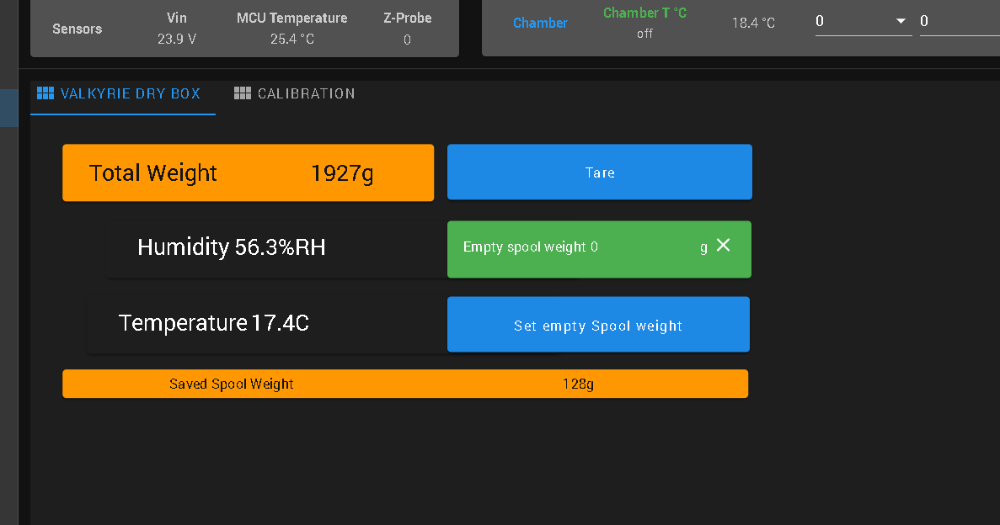 Sensors
Vin
23.9 V
MCU Temperature
25.4 °C
Z-Probe
0
Chamber
Chamber T °C
off
18.4 °C
0
0
VALKYRIE DRY BOX
CALIBRATION
Total Weight 1927g
Tare
Humidity 56.3%RH
Empty spool weight 0 g
Temperature 17.4C
Set empty Spool weight
Saved Spool Weight 128g